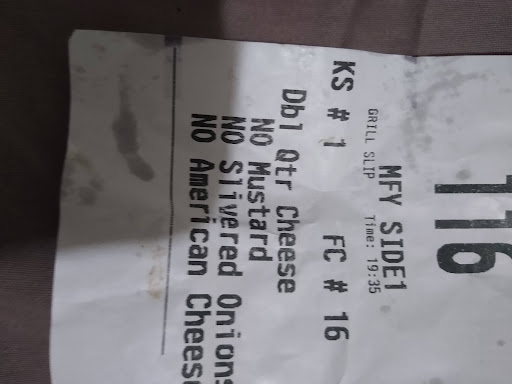 116
MFY SIDE1
GRILL SLIP Time: 19:35
KS # 1 FC # 16
Dbl Qtr Cheese
NO Mustard
NO Slivered Onions
NO American Cheese